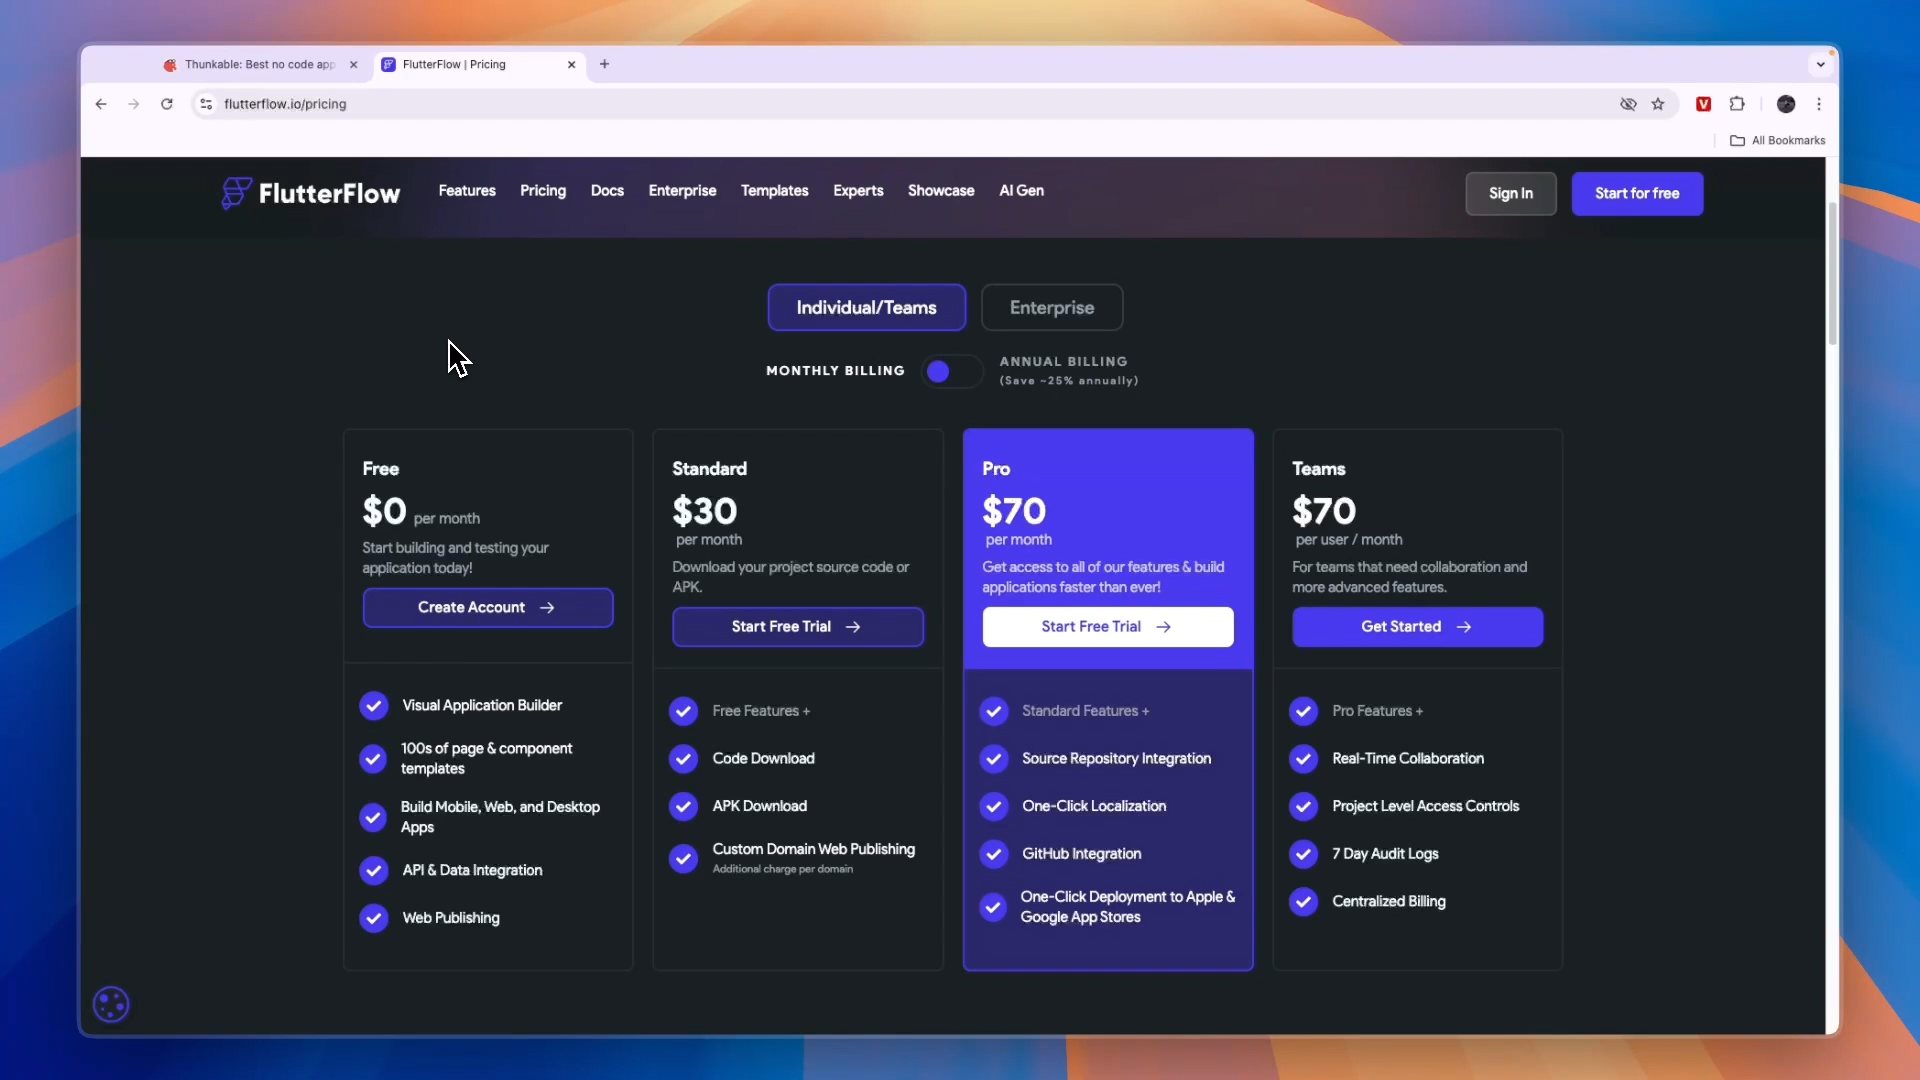 Thunkable: Best no code app
FlutterFlow | Pricing
flutterflow.io/pricing
All Bookmarks
FlutterFlow
Features
Pricing
Docs
Enterprise
Templates
Experts
Showcase
AI Gen
Sign In
Start for free
Individual/Teams
Enterprise
MONTHLY BILLING
ANNUAL BILLING
(Save ~25% annually)
Free
$0 per month
Start building and testing your
application today!
Create Account
Visual Application Builder
100s of page & component
templates
Build Mobile, Web, and Desktop
Apps
API & Data Integration
Web Publishing
Standard
$30
per month
Download your project source code or
APK.
Start Free Trial
Free Features +
Code Download
APK Download
Custom Domain Web Publishing
Additional charge per domain
Pro
$70
per month
Get access to all of our features & build
applications faster than ever!
Start Free Trial
Standard Features +
Source Repository Integration
One-Click Localization
GitHub Integration
One-Click Deployment to Apple &
Google App Stores
Teams
$70
per user / month
For teams that need collaboration and
more advanced features.
Get Started
Pro Features +
Real-Time Collaboration
Project Level Access Controls
7 Day Audit Logs
Centralized Billing